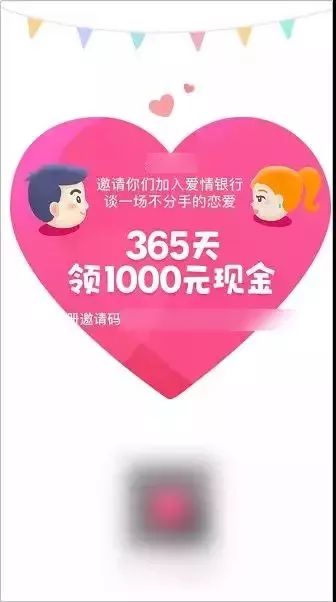 邀请你们加入爱情银行
谈一场不分手的恋爱
365天
领1000元现金
册邀请码